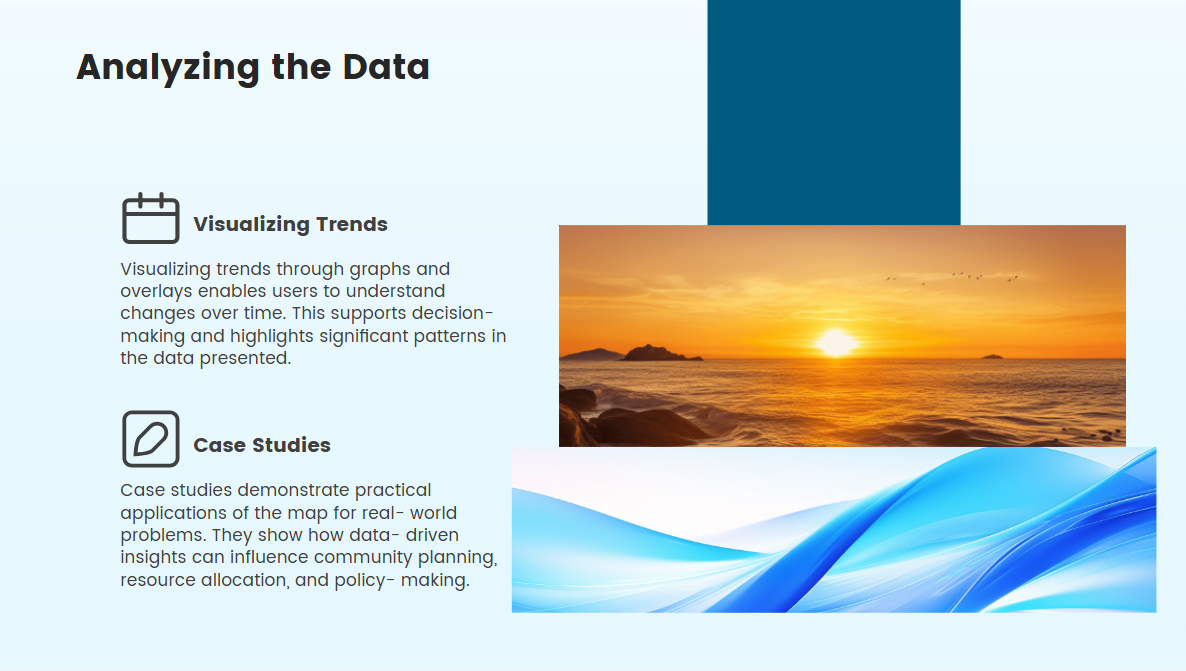 Analyzing the Data
Visualizing Trends
Visualizing trends through graphs and
overlays enables users to understand
changes over time. This supports decision-
making and highlights significant patterns in
the data presented.
Case Studies
Case studies demonstrate practical
applications of the map for real- world
problems. They show how data- driven
insights can influence community planning,
resource allocation, and policy- making.